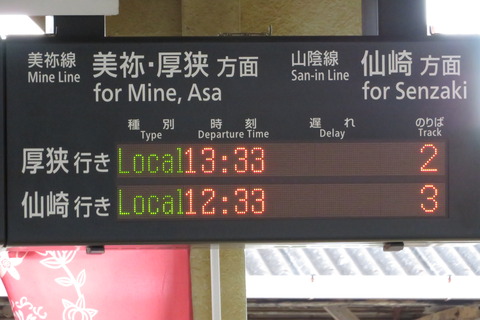 美祢線 美祢・厚狭 方面 山陰線 仙崎 方面
Mine Line for Mine, Asa San-in Line for Senzaki
種別 時刻 遅れ のりば
Type Departure Time Delay Track
厚狭 行き Local 13:33 2
仙崎 行き Local 12:33 3